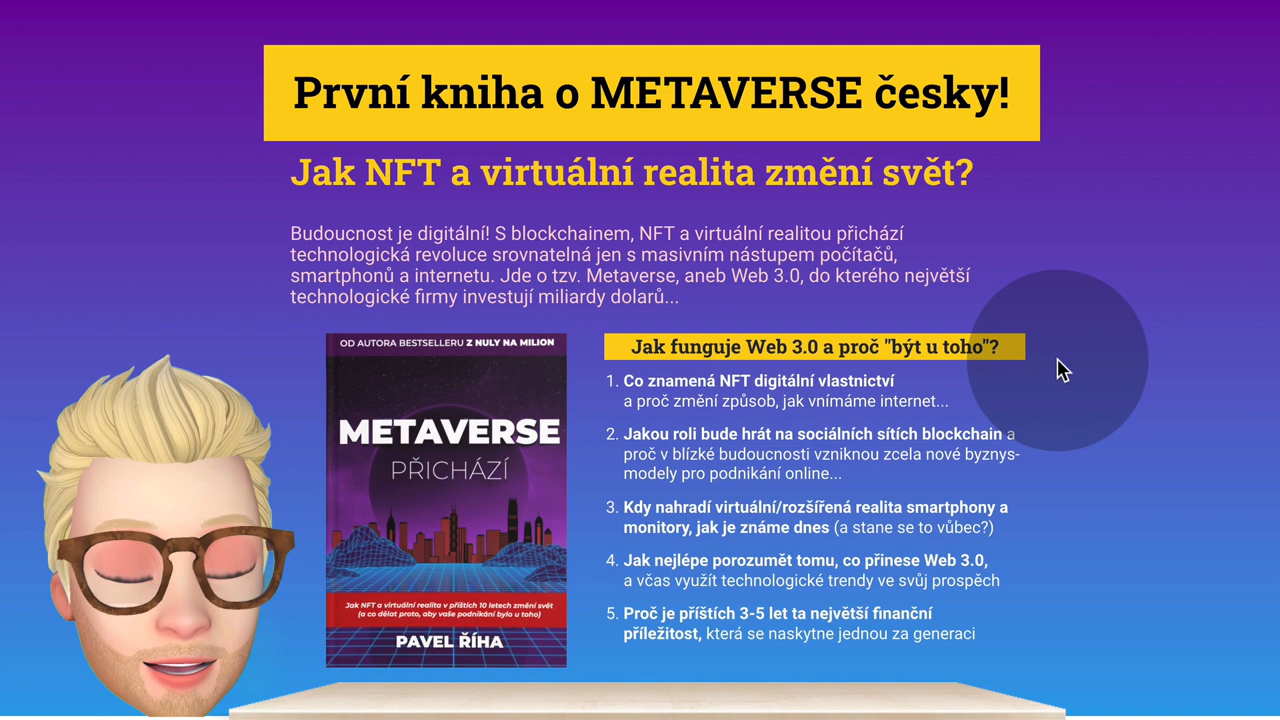 První kniha o METAVERSE česky!
Jak NFT a virtuální realita změní svět?
Budoucnost je digitální! S blockchainem, NFT a virtuální realitou přichází
technologická revoluce srovnatelná jen s masivním nástupem počítačů,
smartphonů a internetu. Jde o tzv. Metaverse, aneb Web 3.0, do kterého největší
technologické firmy investují miliardy dolarů...
OD AUTORA BESTSELLERU Z NULY NA MILION
METAVERSE
PŘICHÁZÍ
Jak NFT a virtuální realita v příštích 10 letech změní svět
(a co dělat proto, aby vaše podnikání bylo u toho)
PAVEL ŘÍHA
Jak funguje Web 3.0 a proč "být u toho"?
1. Co znamená NFT digitální vlastnictví
a proč změní způsob, jak vnímáme internet...
2. Jakou roli bude hrát na sociálních sítích blockchain a
proč v blízké budoucnosti vzniknou zcela nové byznys-
modely pro podnikání online...
3. Kdy nahradí virtuální/rozšířená realita smartphony a
monitory, jak je známe dnes (a stane se to vůbec?)
4. Jak nejlépe porozumět tomu, co přinese Web 3.0,
a včas využít technologické trendy ve svůj prospěch
5. Proč je příštích 3-5 let ta největší finanční
příležitost, která se naskytne jednou za generaci